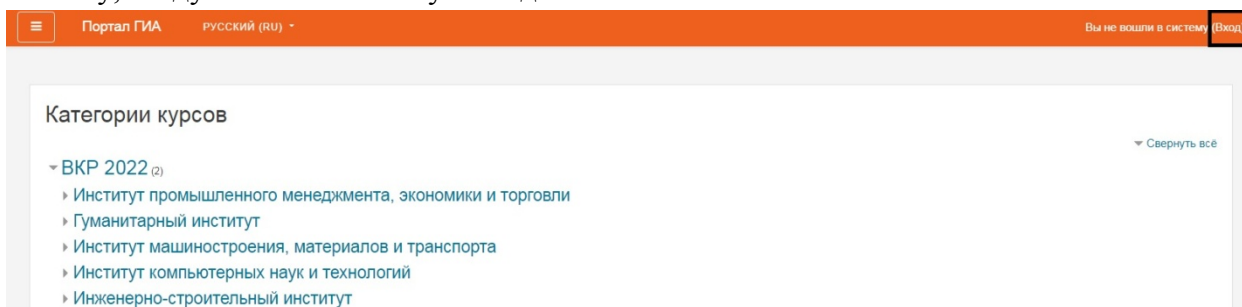 ≡ Портал ГИА РУССКИЙ (RU) Вы не вошли в систему (Вход
Категории курсов
Свернуть всё
ВКР 2022 (2)
Институт промышленного менеджмента, экономики и торговли
Гуманитарный институт
Институт машиностроения, материалов и транспорта
Институт компьютерных наук и технологий
Инженерно-строительный институт